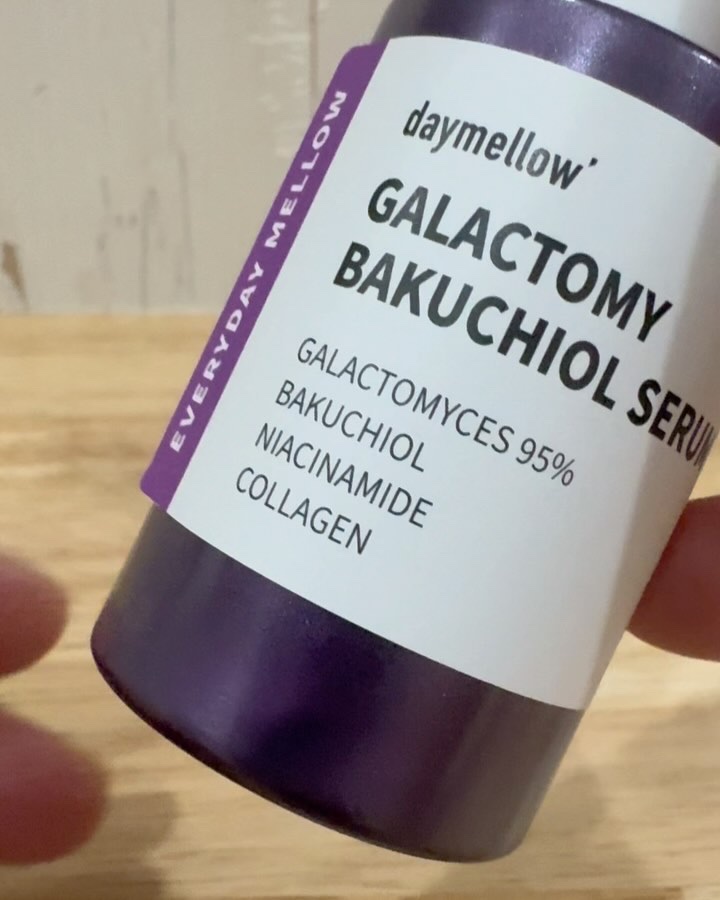 daymellow'
GALACTOMY
BAKUCHIOL SERUM
GALACTOMYCES 95%
BAKUCHIOL
NIACINAMIDE
COLLAGEN
EVERYDAY MELLOW